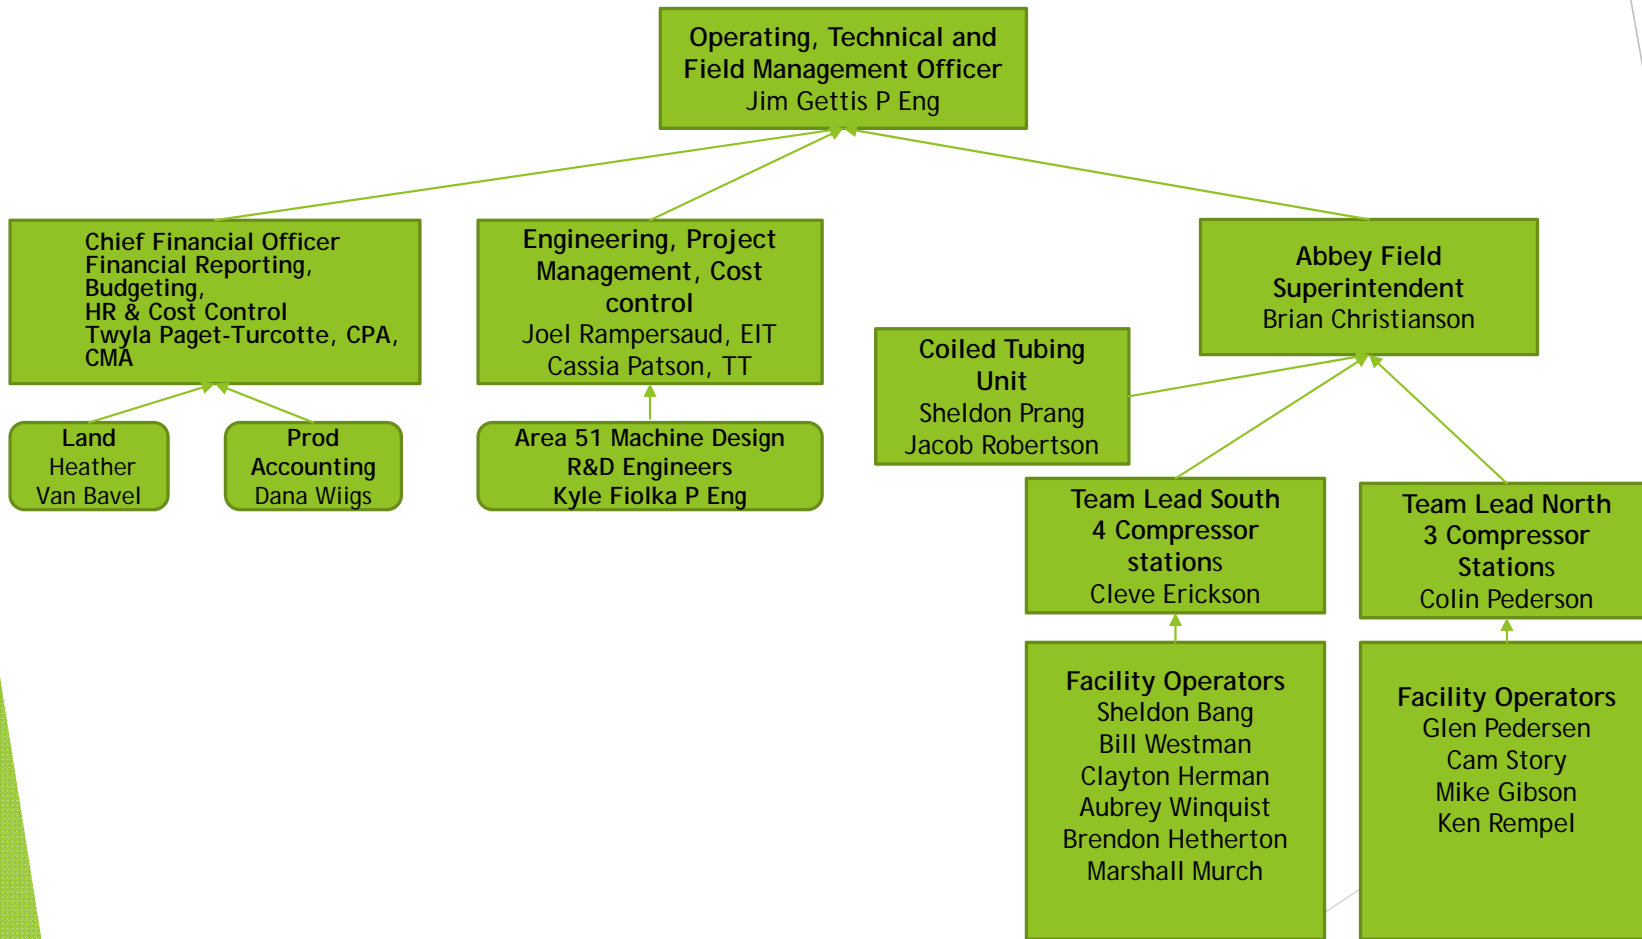 Operating, Technical and
Field Management Officer
Jim Gettis P Eng
Chief Financial Officer
Financial Reporting,
Budgeting,
HR & Cost Control
Twyla Paget-Turcotte, CPA,
CMA
Engineering, Project
Management, Cost
control
Joel Rampersaud, EIT
Cassia Patson, TT
Abbey Field
Superintendent
Brian Christianson
Coiled Tubing
Unit
Sheldon Prang
Jacob Robertson
Land
Heather
Van Bavel
Prod
Accounting
Dana Wiigs
Area 51 Machine Design
R&D Engineers
Kyle Fiolka P Eng
Team Lead South
4 Compressor
stations
Cleve Erickson
Team Lead North
3 Compressor
Stations
Colin Pederson
Facility Operators
Sheldon Bang
Bill Westman
Clayton Herman
Aubrey Winquist
Brendon Hetherton
Marshall Murch
Facility Operators
Glen Pedersen
Cam Story
Mike Gibson
Ken Rempel